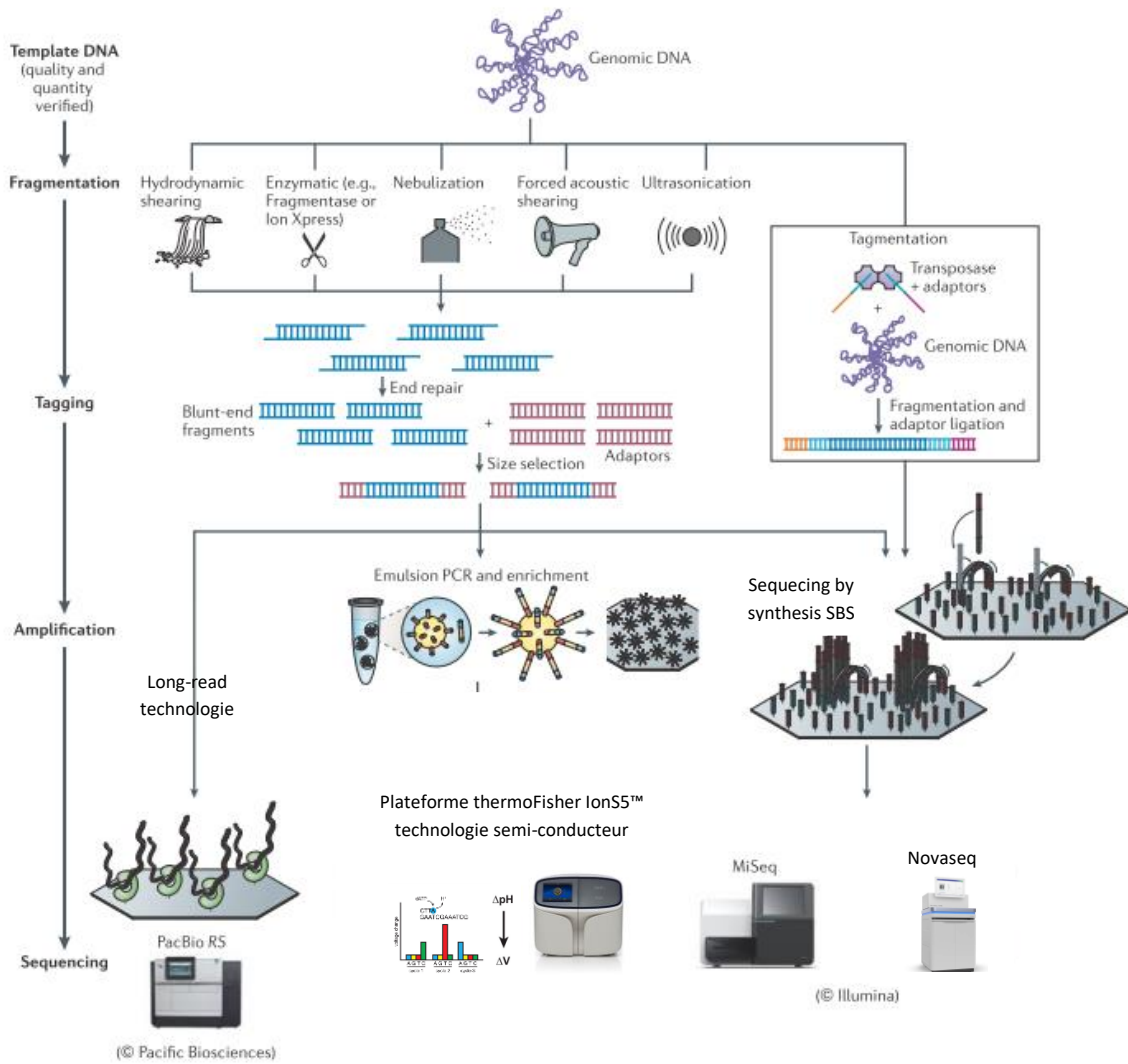 Template DNA
(quality and
quantity
verified)
Genomic DNA
Fragmentation
Hydrodynamic
shearing
Enzymatic (e.g.,
Fragmentase or
Ion Xpress)
Nebulization
Forced acoustic
shearing
Ultrasonication
Tagmentation
Transposase
+ adaptors
+
Genomic DNA
Fragmentation and
adaptor ligation
Tagging
End repair
Blunt-end
fragments
+
Adaptors
Size selection
Amplification
Emulsion PCR and enrichment
Sequecing by
synthesis SBS
Long-read
technologie
Plateforme thermoFisher IonS5™
technologie semi-conducteur
Sequencing
PacBio RS
(© Pacific Biosciences)
GAATCGAAATCG
ΔpH
ΔV
A G T C
A G T C
A G T C
MiSeq
Novaseq
(© Illumina)